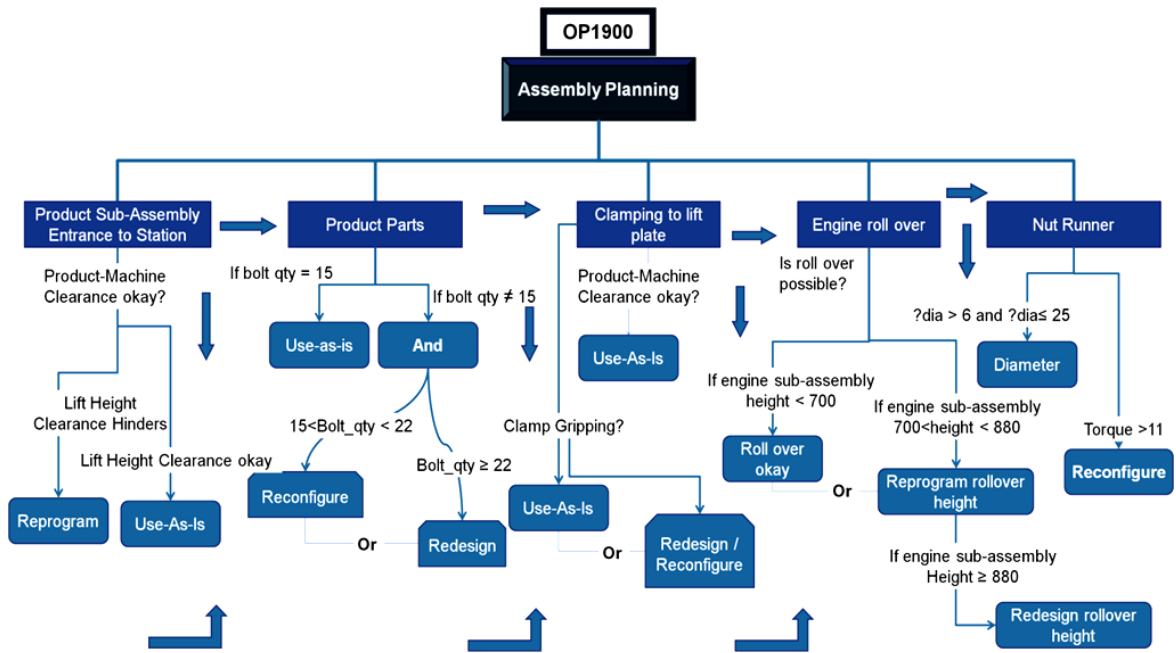 OP1900
Assembly Planning
Product Sub-Assembly
Entrance to Station
Product Parts
Clamping to lift
plate
Engine roll over
Nut Runner
Product-Machine
Clearance okay?
Lift Height
Clearance Hinders
Lift Height Clearance okay
Reprogram
Use-As-Is
If bolt qty = 15
If bolt qty ≠ 15
Use-as-is
And
15<Bolt_qty < 22
Bolt_qty ≥ 22
Reconfigure
Or
Redesign
Product-Machine
Clearance okay?
Use-As-Is
Clamp Gripping?
Use-As-Is
Or
Redesign /
Reconfigure
Is roll over
possible?
If engine sub-assembly
height < 700
If engine sub-assembly
700<height < 880
Roll over
okay
Or
Reprogram rollover
height
If engine sub-assembly
Height ≥ 880
Redesign rollover
height
?dia > 6 and ?dia≤ 25
Diameter
Torque >11
Reconfigure